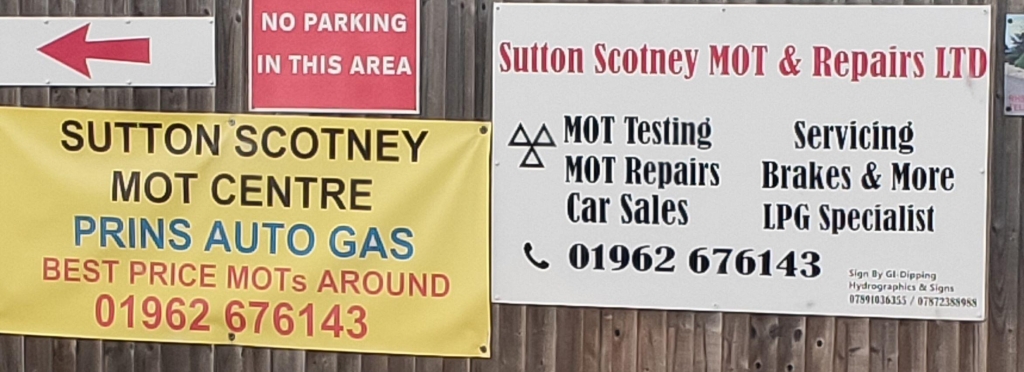 NO PARKING
IN THIS AREA
SUTTON SCOTNEY
MOT CENTRE
PRINS AUTO GAS
BEST PRICE MOTs AROUND
01962 676143
Sutton Scotney MOT & Repairs LTD
MOT Testing
MOT Repairs
Car Sales
Servicing
Brakes & More
LPG Specialist
01962 676143
Sign By GI-Dipping
Hydrographics & Signs
07891036355 / 07872388988